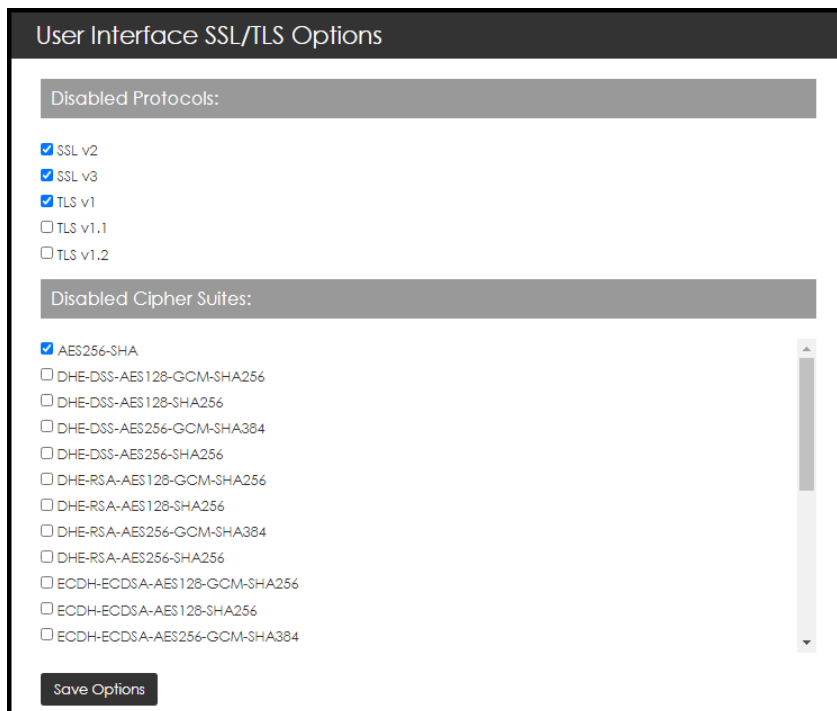 User Interface SSL/TLS Options
Disabled Protocols:
SSL v2
SSL v3
TLS v1
TLS v1.1
TLS v1.2
Disabled Cipher Suites:
AES256-SHA
DHE-DSS-AES128-GCM-SHA256
DHE-DSS-AES128-SHA256
DHE-DSS-AES256-GCM-SHA384
DHE-DSS-AES256-SHA256
DHE-RSA-AES128-GCM-SHA256
DHE-RSA-AES128-SHA256
DHE-RSA-AES256-GCM-SHA384
DHE-RSA-AES256-SHA256
ECDH-ECDSA-AES128-GCM-SHA256
ECDH-ECDSA-AES128-SHA256
ECDH-ECDSA-AES256-GCM-SHA384
Save Options